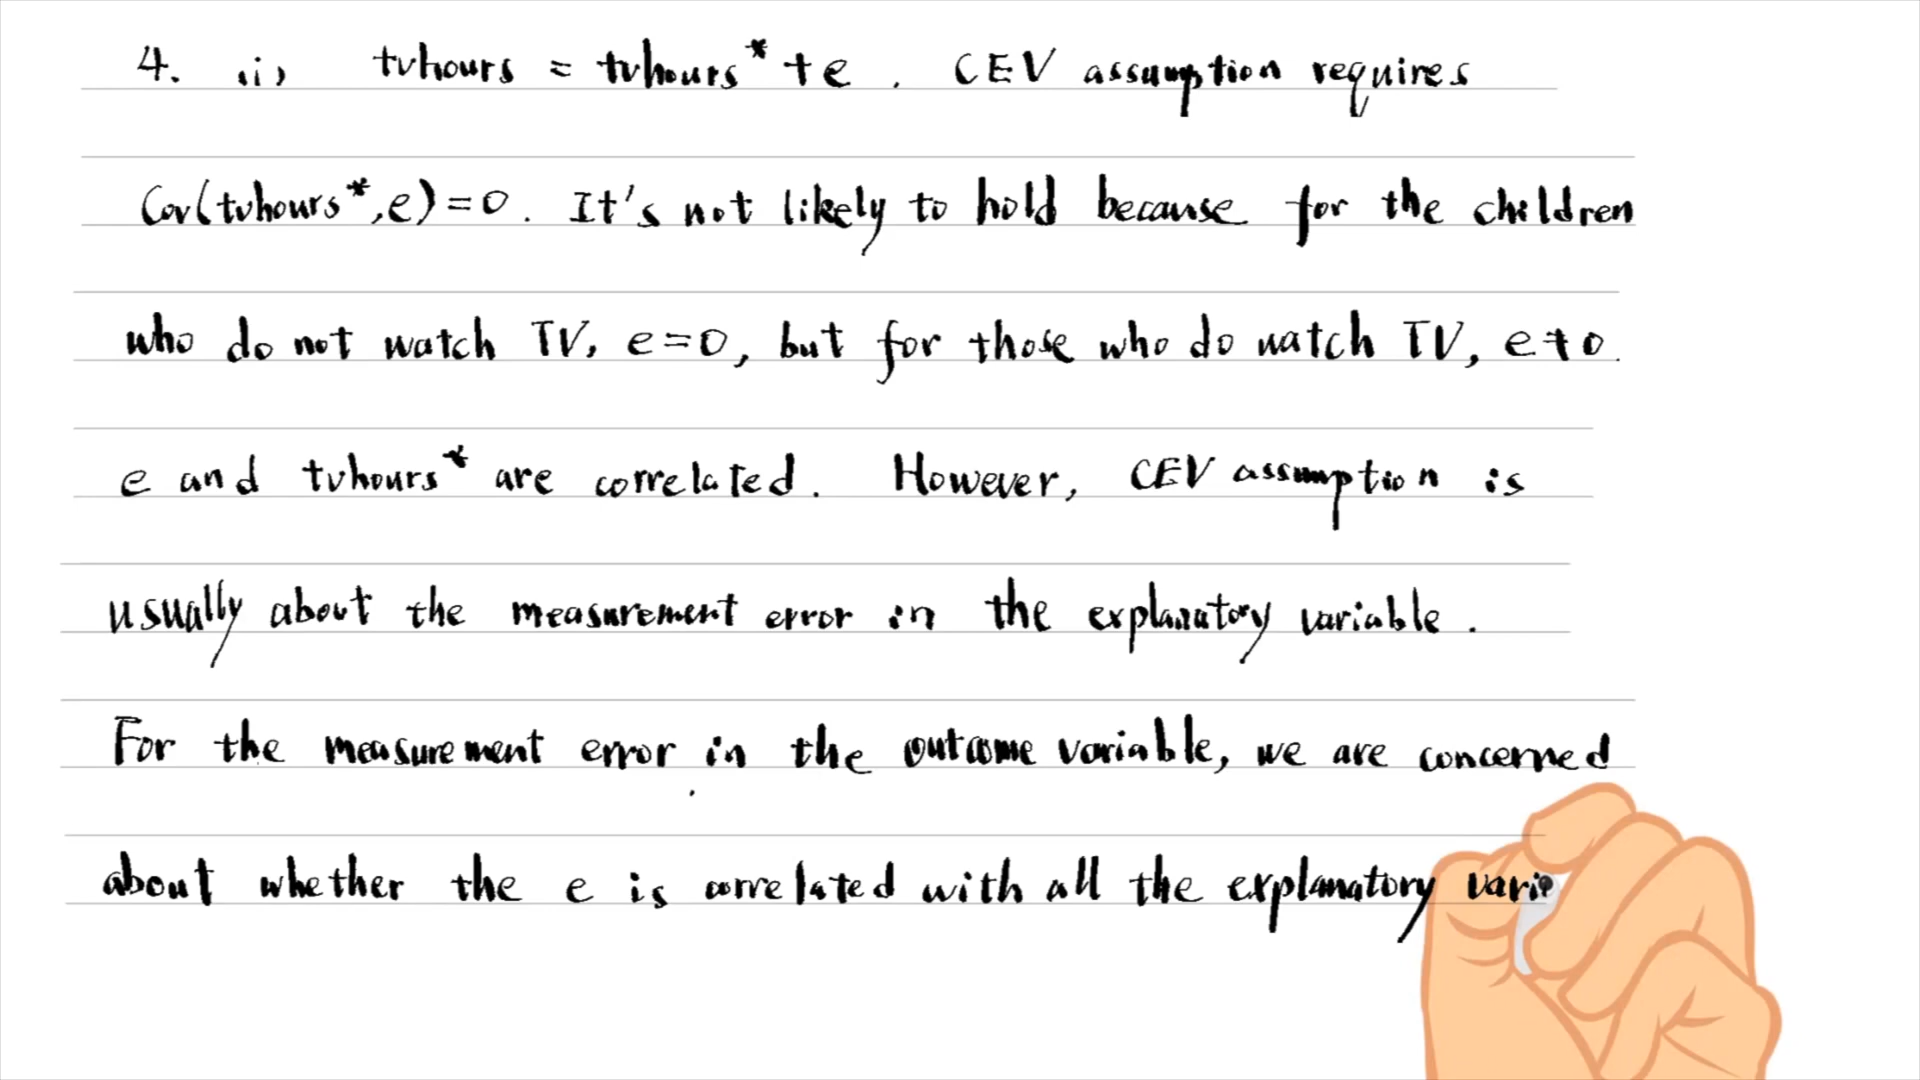 4. (i) tvhours = tvhours* + e. CEV assumption requires
Cov(tvhours*, e) = 0. It's not likely to hold because for the children
who do not watch TV, e=0, but for those who do watch TV, e≠0.
e and tvhours* are correlated. However, CEV assumption is
usually about the measurement error in the explanatory variable.
For the measurement error in the outcome variable, we are concerned
about whether the e is correlated with all the explanatory vari